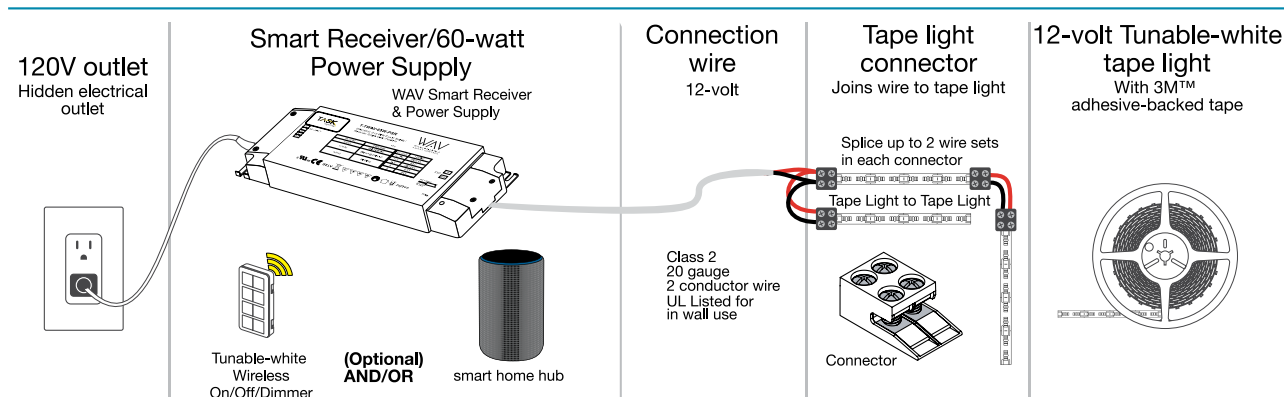 120V outlet
Hidden electrical
outlet
Smart Receiver/60-watt
Power Supply
WAV Smart Receiver
& Power Supply
TASK
WAV
Tunable-white
Wireless
On/Off/Dimmer
(Optional)
AND/OR
smart home hub
Connection
wire
12-volt
Class 2
20 gauge
2 conductor wire
UL Listed for
in wall use
Tape light
connector
Joins wire to tape light
Splice up to 2 wire sets
in each connector
Tape Light to Tape Light
Connector
12-volt Tunable-white
tape light
With 3M™
adhesive-backed tape